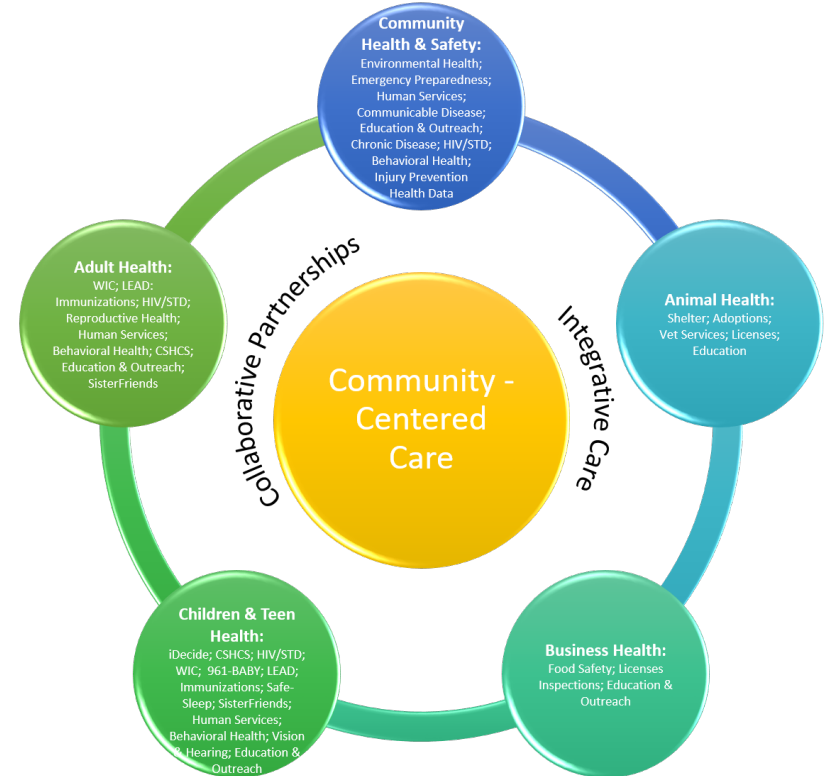 Community
Health & Safety:
Environmental Health;
Emergency Preparedness;
Human Services;
Communicable Disease;
Education & Outreach;
Chronic Disease; HIV/STD;
Behavioral Health;
Injury Prevention
Health Data
Adult Health:
WIC; LEAD:
Immunizations; HIV/STD;
Reproductive Health;
Human Services;
Behavioral Health; CSHCS;
Education & Outreach;
SisterFriends
Collaborative Partnerships
Community -
Centered
Care
Integrative Care
Animal Health:
Shelter; Adoptions;
Vet Services; Licenses;
Education
Children & Teen
Health:
iDecide; CSHCS; HIV/STD;
WIC; 961-BABY; LEAD;
Immunizations; Safe-
Sleep; SisterFriends;
Human Services;
Behavioral Health; Vision
& Hearing; Education &
Outreach
Business Health:
Food Safety; Licenses
Inspections; Education &
Outreach